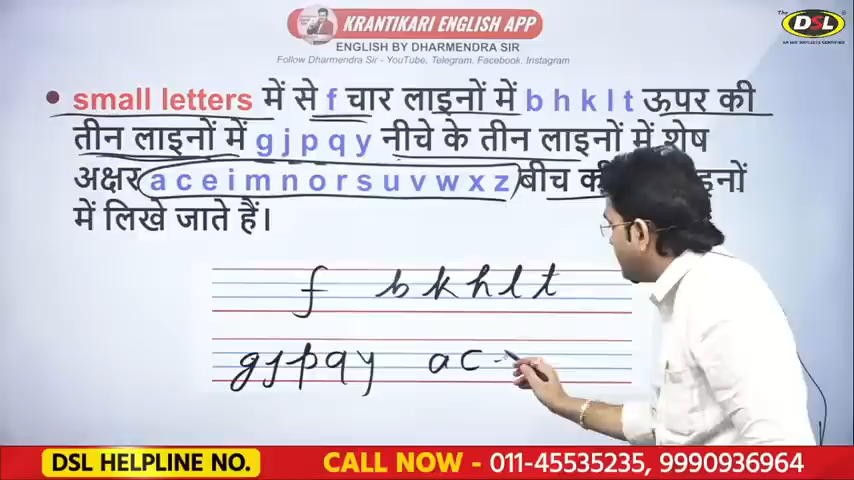 KRANTIKARI ENGLISH APP
ENGLISH BY DHARMENDRA SIR
Follow Dharmendra Sir - YouTube, Telegram, Facebook, Instagram
The DSL
small letters में से f चार लाइनों में b h k l t ऊपर की
तीन लाइनों में g j p q y नीचे के तीन लाइनों में शेष
अक्षर a c e i m n o r s u v w x z बीच की
में लिखे जाते हैं।
f b k h l t
g j p q y a c
DSL HELPLINE NO. CALL NOW - 011-45535235, 9990936964